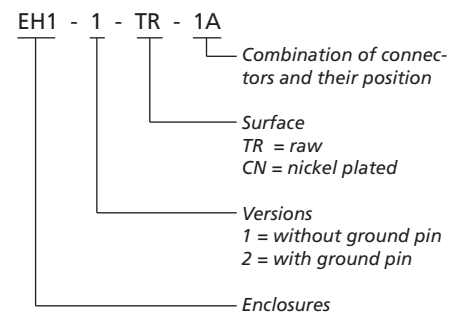 EH1 - 1 - TR - 1A
Combination of connec-
tors and their position
Surface
TR = raw
CN = nickel plated
Versions
1 = without ground pin
2 = with ground pin
Enclosures